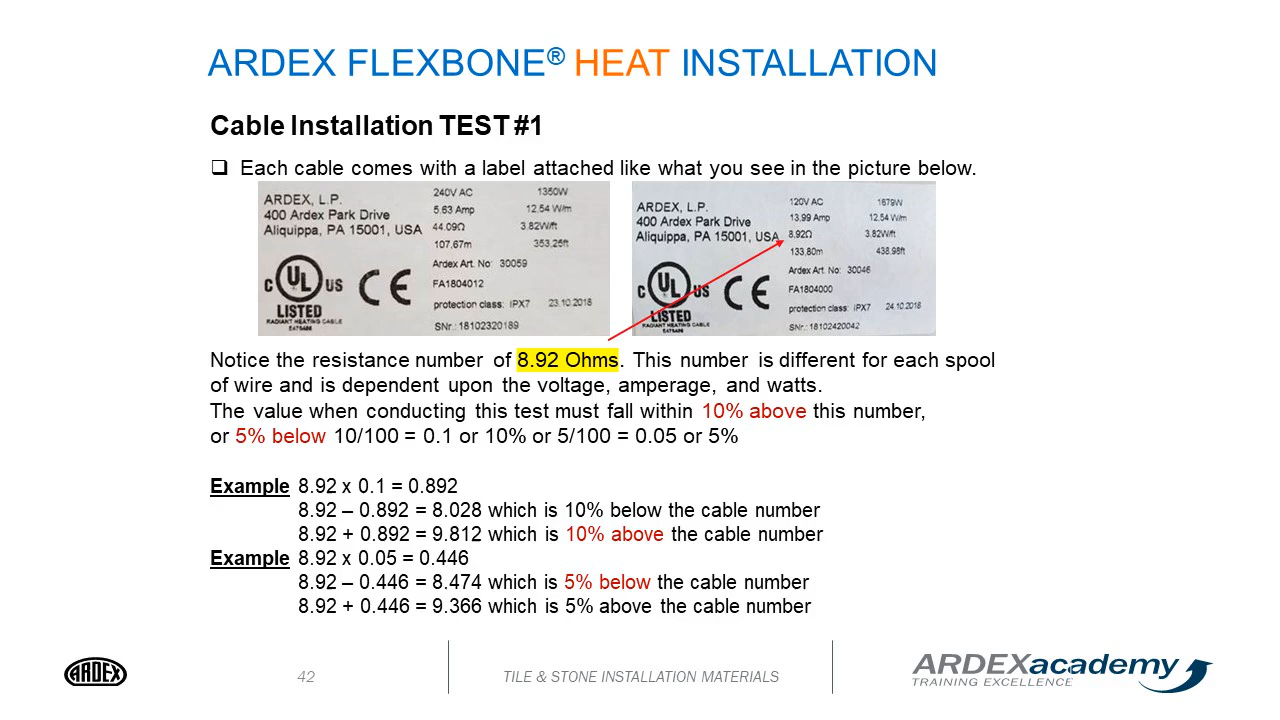 ARDEX FLEXBONE® HEAT INSTALLATION
Cable Installation TEST #1
❑ Each cable comes with a label attached like what you see in the picture below.
ARDEX, L.P.
400 Ardex Park Drive
Aliquippa, PA 15001, USA
C UL US CE
LISTED
RADIANT HEATING CABLE
240V AC 1350W
5.63 Amp 12.54 W/m
44.09Ω 3.82W/ft
107.67m 353.25ft
Ardex Art. No: 30059
FA1804012
protection class: IPX7 23.10.2018
SNr.: 18102320189
ARDEX, L.P.
400 Ardex Park Drive
Aliquippa, PA 15001, USA
C UL US CE
LISTED
RADIANT HEATING CABLE
120V AC 1679W
13.99 Amp 12.54 W/m
8.92Ω 3.82W/ft
133.80m 438.98ft
Ardex Art. No: 30046
FA1804000
protection class: IPX7 24.10.2018
SNr.: 18102420042
Notice the resistance number of 8.92 Ohms. This number is different for each spool
of wire and is dependent upon the voltage, amperage, and watts.
The value when conducting this test must fall within 10% above this number,
or 5% below 10/100 = 0.1 or 10% or 5/100 = 0.05 or 5%
Example 8.92 x 0.1 = 0.892
8.92 – 0.892 = 8.028 which is 10% below the cable number
8.92 + 0.892 = 9.812 which is 10% above the cable number
Example 8.92 x 0.05 = 0.446
8.92 – 0.446 = 8.474 which is 5% below the cable number
8.92 + 0.446 = 9.366 which is 5% above the cable number
ARDEX
42
TILE & STONE INSTALLATION MATERIALS
ARDEXacademy
TRAINING EXCELLENCE